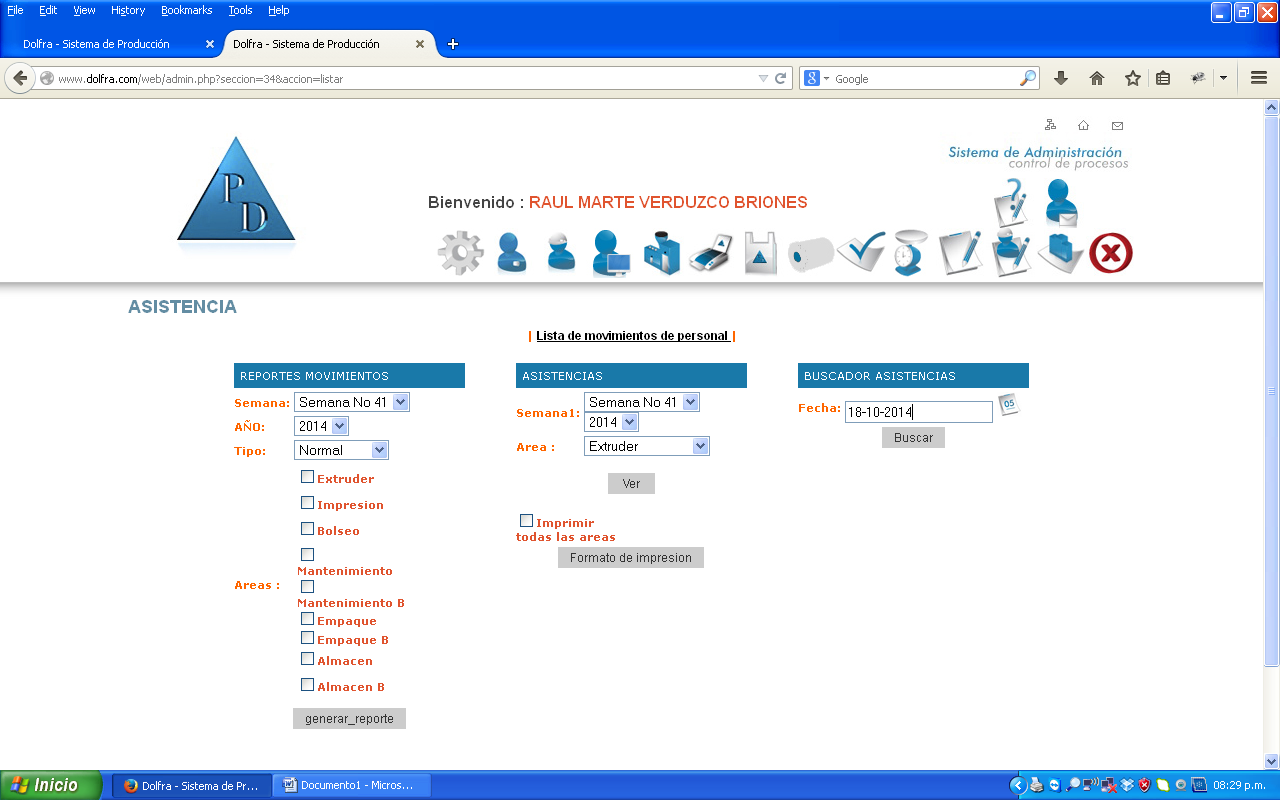 File Edit View History Bookmarks Tools Help
Dolfra - Sistema de Producción
Dolfra - Sistema de Producción
www.dolfra.com/web/admin.php?seccion=34&accion=listar
8 Google
Sistema de Administración
control de procesos
PD
Bienvenido : RAUL MARTE VERDUZCO BRIONES
?
ASISTENCIA
| Lista de movimientos de personal |
REPORTES MOVIMIENTOS
Semana: Semana No 41
AÑO: 2014
Tipo: Normal
Areas :
Extruder
Impresion
Bolseo
Mantenimiento
Mantenimiento B
Empaque
Empaque B
Almacen
Almacen B
generar_reporte
ASISTENCIAS
Semana1: Semana No 41
2014
Area : Extruder
Ver
Imprimir
todas las areas
Formato de impresion
BUSCADOR ASISTENCIAS
Fecha: 18-10-2014
05
Buscar
Inicio
Dolfra - Sistema de Pr...
Documento1 - Micros...
08:29 p.m.